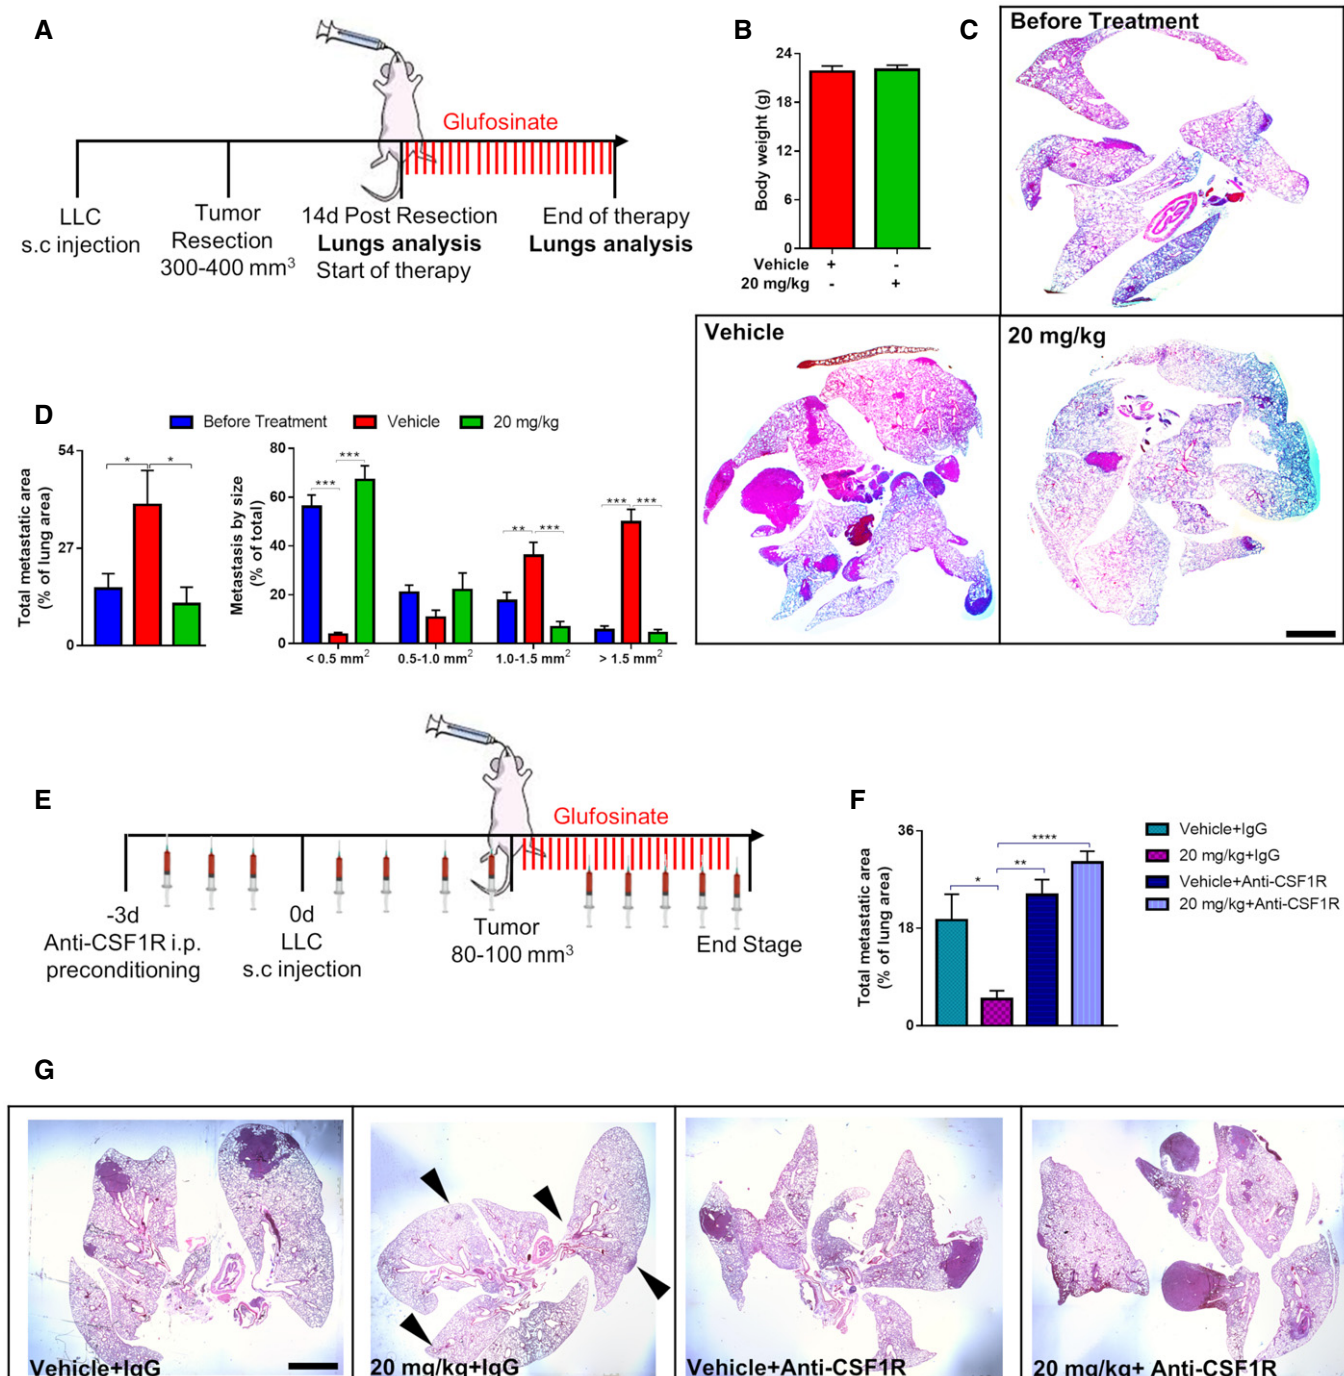 A
Glufosinate
LLC
s.c injection
Tumor
Resection
300-400 mm³
14d Post Resection
Lungs analysis
Start of therapy
End of therapy
Lungs analysis
B
Body weight (g)
24
18
12
6
0
Vehicle + -
20 mg/kg - +
C
Before Treatment
Vehicle
20 mg/kg
D
Before Treatment
Vehicle
20 mg/kg
Total metastatic area
(% of lung area)
54
27
0
* *
Metastasis by size
(% of total)
80
60
40
20
0
*** ***
** ***
*** ***
< 0.5 mm²
0.5-1.0 mm²
1.0-1.5 mm²
> 1.5 mm²
E
Glufosinate
-3d
Anti-CSF1R i.p.
preconditioning
0d
LLC
s.c injection
Tumor
80-100 mm³
End Stage
F
Total metastatic area
(% of lung area)
36
18
0
****
**
*
Vehicle+IgG
20 mg/kg+IgG
Vehicle+Anti-CSF1R
20 mg/kg+Anti-CSF1R
G
Vehicle+IgG
20 mg/kg+IgG
Vehicle+Anti-CSF1R
20 mg/kg+ Anti-CSF1R